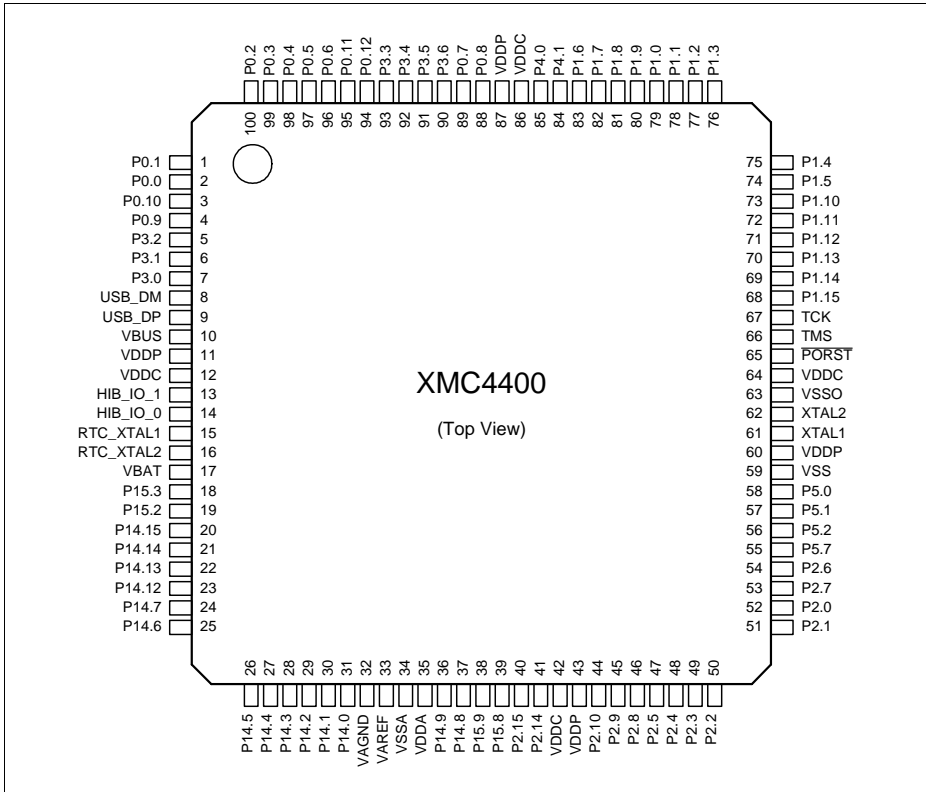 P0.2 P0.3 P0.4 P0.5 P0.6 P0.11 P0.12 P3.3 P3.4 P3.5 P3.6 P0.7 P0.8 VDDP VDDC P4.0 P4.1 P1.6 P1.7 P1.8 P1.9 P1.0 P1.1 P1.2 P1.3
100 99 98 97 96 95 94 93 92 91 90 89 88 87 86 85 84 83 82 81 80 79 78 77 76
P0.1 1 75 P1.4
P0.0 2 74 P1.5
P0.10 3 73 P1.10
P0.9 4 72 P1.11
P3.2 5 71 P1.12
P3.1 6 70 P1.13
P3.0 7 69 P1.14
USB_DM 8 68 P1.15
USB_DP 9 67 TCK
VBUS 10 66 TMS
VDDP 11 65 PORST
VDDC 12 64 VDDC
HIB_IO_1 13 63 VSSO
HIB_IO_0 14 62 XTAL2
RTC_XTAL1 15 61 XTAL1
RTC_XTAL2 16 60 VDDP
VBAT 17 59 VSS
P15.3 18 58 P5.0
P15.2 19 57 P5.1
P14.15 20 56 P5.2
P14.14 21 55 P5.7
P14.13 22 54 P2.6
P14.12 23 53 P2.7
P14.7 24 52 P2.0
P14.6 25 51 P2.1
XMC4400
(Top View)
26 27 28 29 30 31 32 33 34 35 36 37 38 39 40 41 42 43 44 45 46 47 48 49 50
P14.5 P14.4 P14.3 P14.2 P14.1 P14.0 VAGND VAREF VSSA VDDA P14.9 P14.8 P15.9 P15.8 P2.15 P2.14 VDDC VDDP P2.10 P2.9 P2.8 P2.5 P2.4 P2.3 P2.2